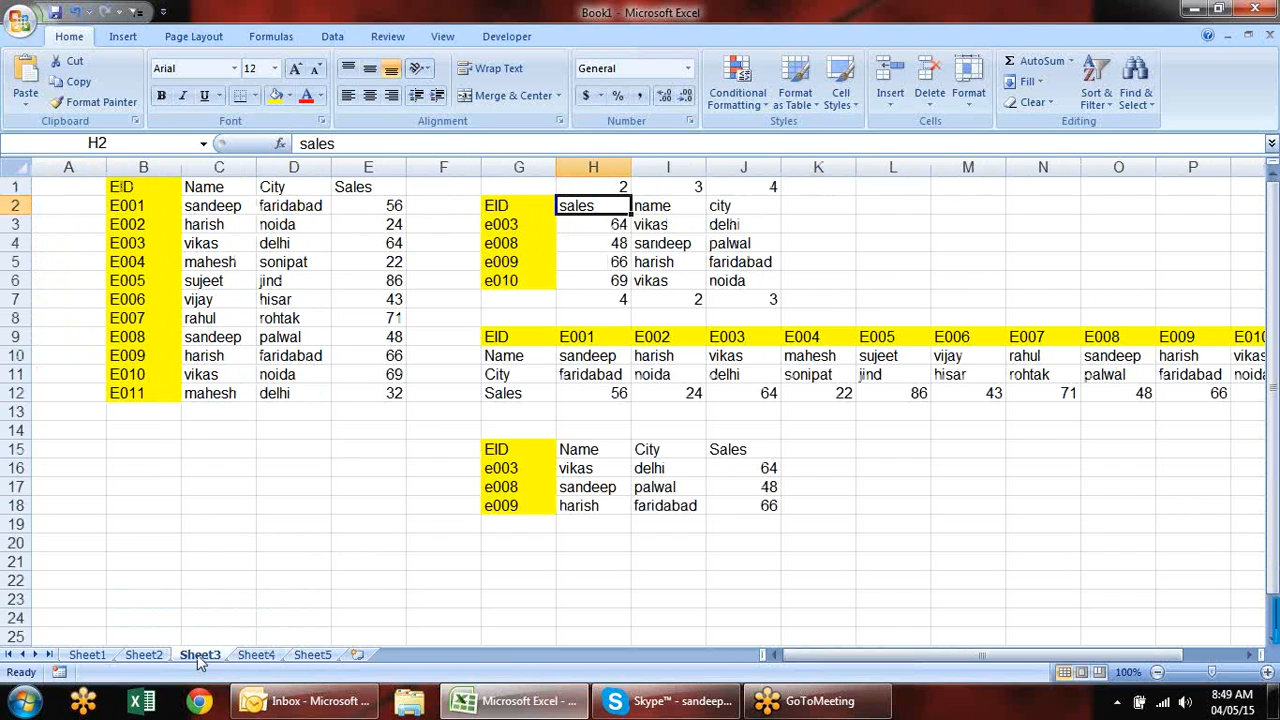 Book1 - Microsoft Excel
Home Insert Page Layout Formulas Data Review View Developer
Paste Cut Copy Format Painter Clipboard
Arial 12 B I U A Font
Wrap Text Merge & Center Alignment
General $ % , Number
Conditional Formatting Format as Table Cell Styles Styles
Insert Delete Format Cells
Σ AutoSum Fill Clear Sort & Filter Find & Select Editing
H2 fx sales
A B C D E F G H I J K L M N O P
1 EID Name City Sales 2 3 4
2 E001 sandeep faridabad 56 EID sales name city
3 E002 harish noida 24 e003 64 vikas delhi
4 E003 vikas delhi 64 e008 48 sandeep palwal
5 E004 mahesh sonipat 22 e009 66 harish faridabad
6 E005 sujeet jind 86 e010 69 vikas noida
7 E006 vijay hisar 43 4 2 3
8 E007 rahul rohtak 71
9 E008 sandeep palwal 48 EID E001 E002 E003 E004 E005 E006 E007 E008 E009 E010
10 E009 harish faridabad 66 Name sandeep harish vikas mahesh sujeet vijay rahul sandeep harish vikas
11 E010 vikas noida 69 City faridabad noida delhi sonipat jind hisar rohtak palwal faridabad
12 E011 mahesh delhi 32 Sales 56 24 64 22 86 43 71 48 66
13
14
15 EID Name City Sales
16 e003 vikas delhi 64
17 e008 sandeep palwal 48
18 e009 harish faridabad 66
19
20
21
22
23
24
25
Sheet1 Sheet2 Sheet3 Sheet4 Sheet5
Ready 100%
Inbox - Microsoft ... Microsoft Excel - ... Skype™ - sandeep... GoToMeeting 8:49 AM
04/05/15